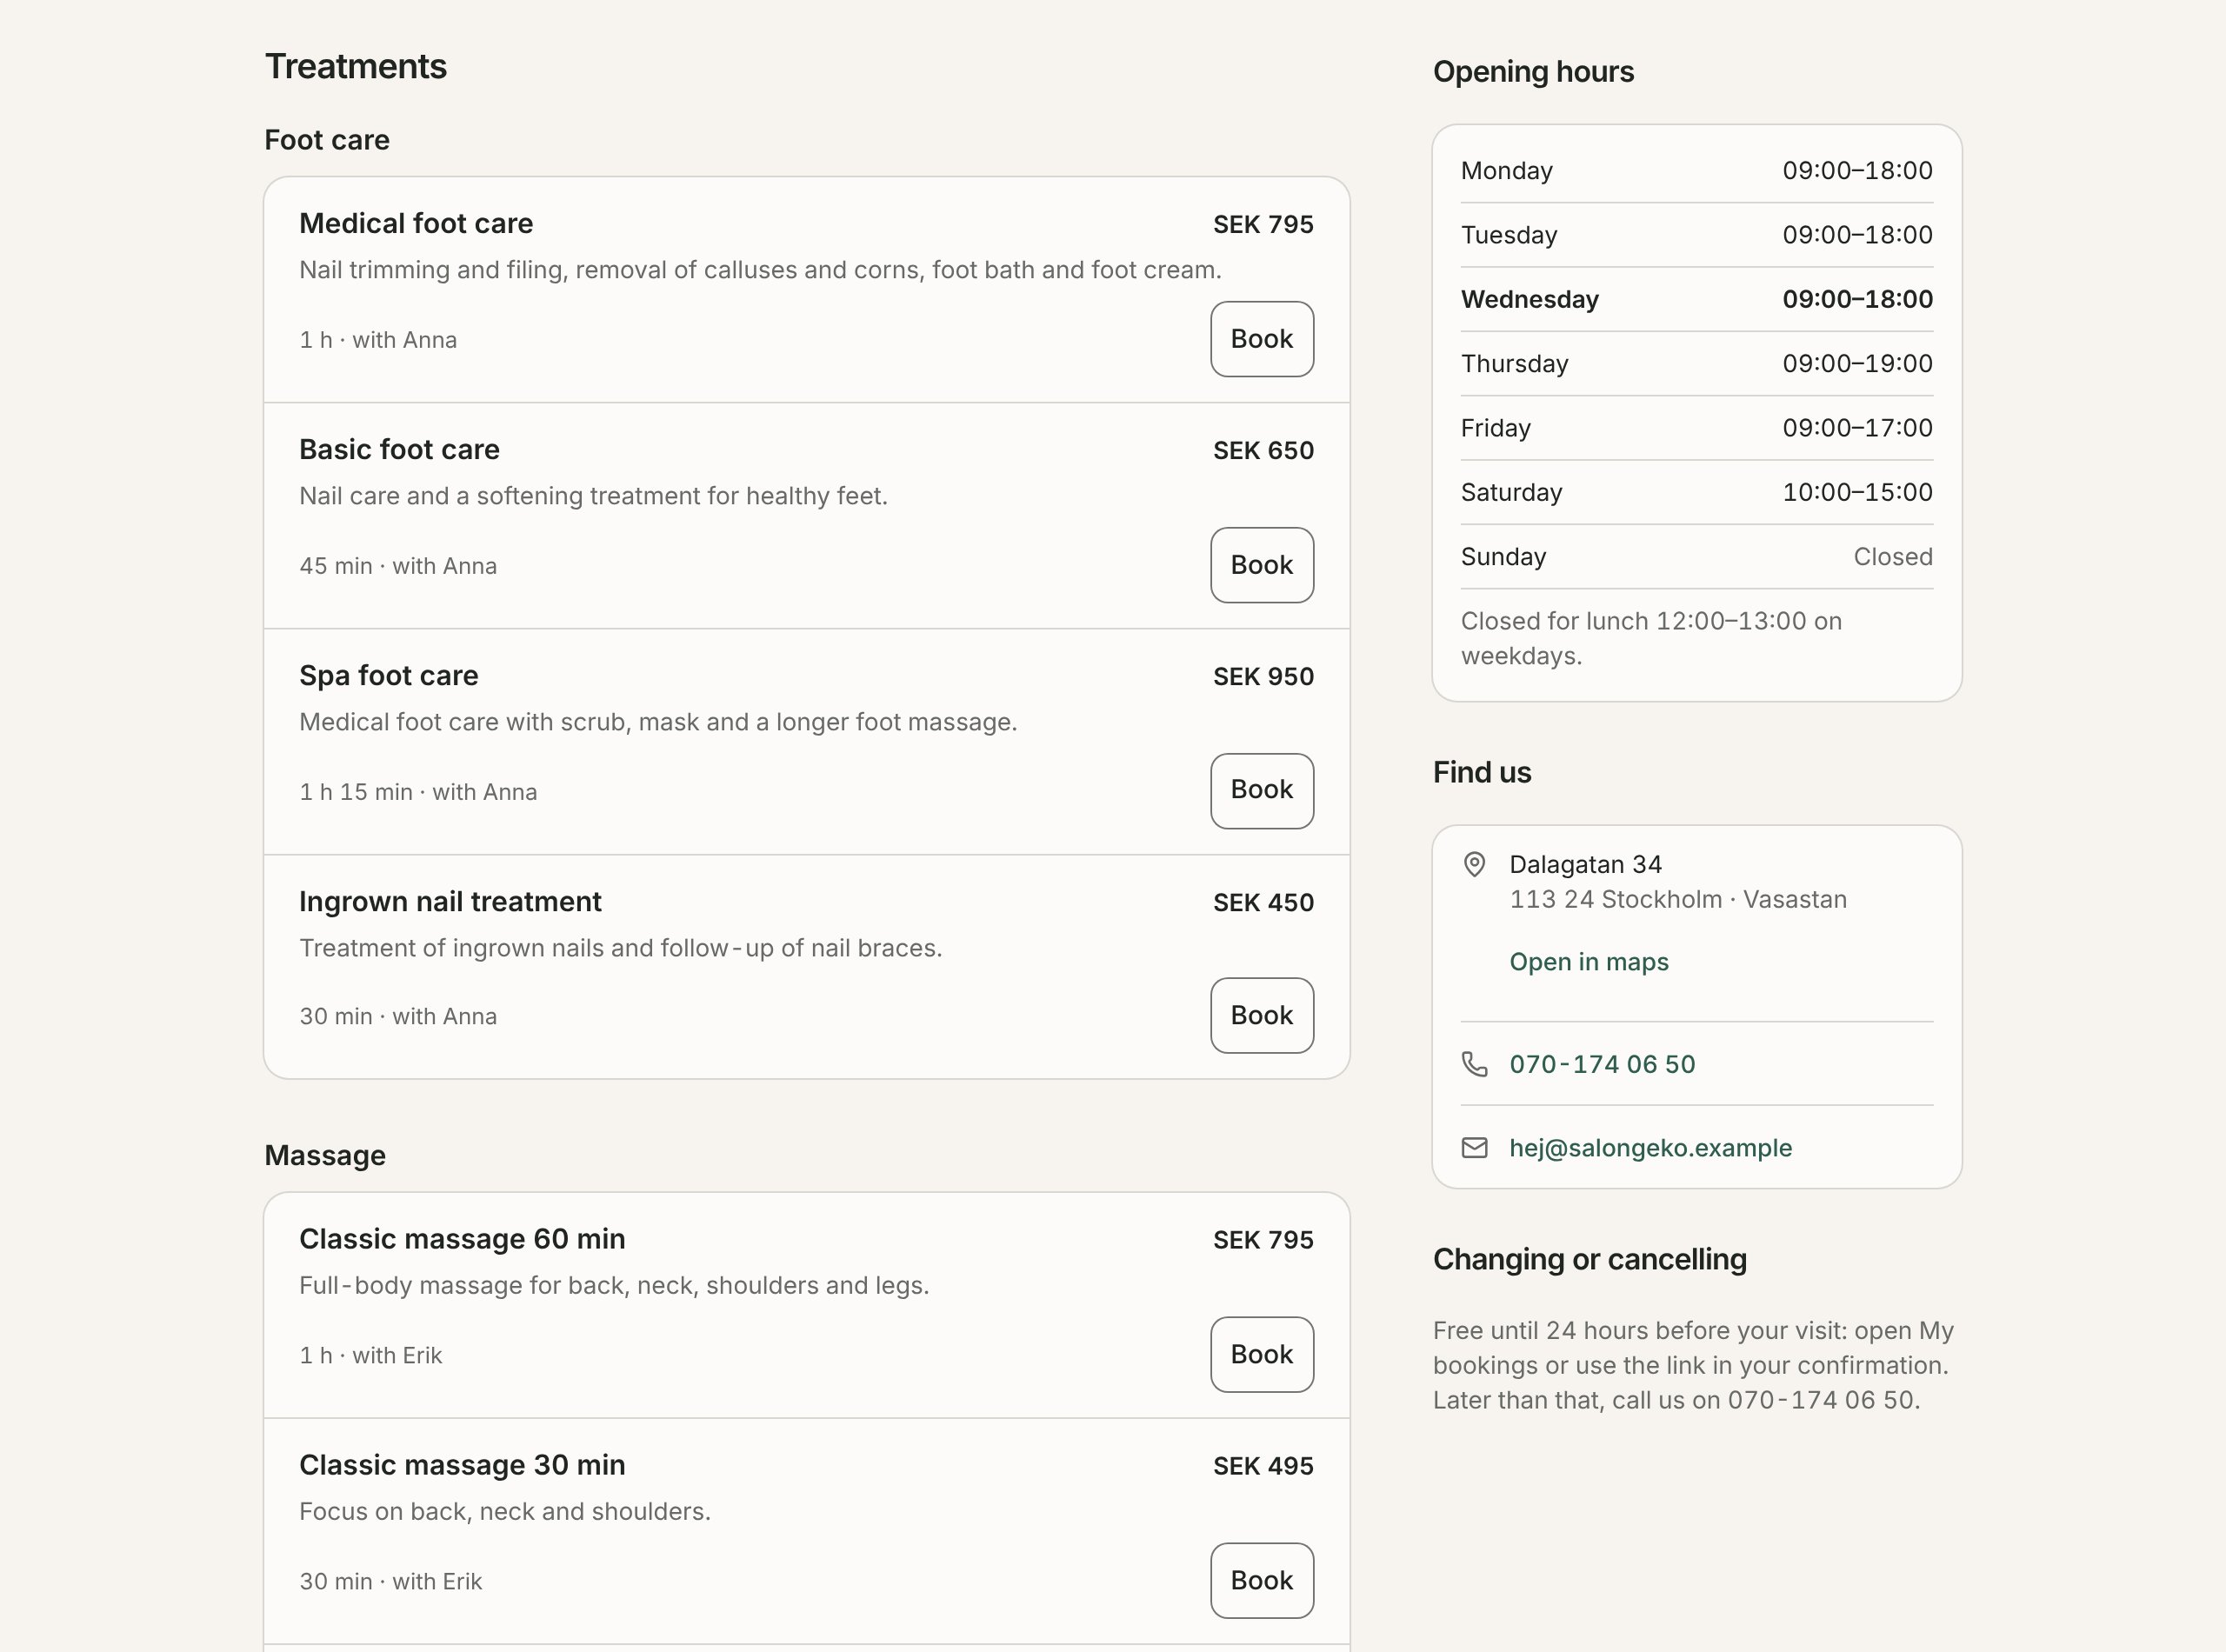 Treatments
Foot care
Medical foot care
SEK 795
Nail trimming and filing, removal of calluses and corns, foot bath and foot cream.
1 h · with Anna
Book
Basic foot care
SEK 650
Nail care and a softening treatment for healthy feet.
45 min · with Anna
Book
Spa foot care
SEK 950
Medical foot care with scrub, mask and a longer foot massage.
1 h 15 min · with Anna
Book
Ingrown nail treatment
SEK 450
Treatment of ingrown nails and follow-up of nail braces.
30 min · with Anna
Book
Massage
Classic massage 60 min
SEK 795
Full-body massage for back, neck, shoulders and legs.
1 h · with Erik
Book
Classic massage 30 min
SEK 495
Focus on back, neck and shoulders.
30 min · with Erik
Book
Opening hours
Monday 09:00–18:00
Tuesday 09:00–18:00
Wednesday 09:00–18:00
Thursday 09:00–19:00
Friday 09:00–17:00
Saturday 10:00–15:00
Sunday Closed
Closed for lunch 12:00–13:00 on
weekdays.
Find us
Dalagatan 34
113 24 Stockholm · Vasastan
Open in maps
070-174 06 50
hej@salongeko.example
Changing or cancelling
Free until 24 hours before your visit: open My
bookings or use the link in your confirmation.
Later than that, call us on 070-174 06 50.